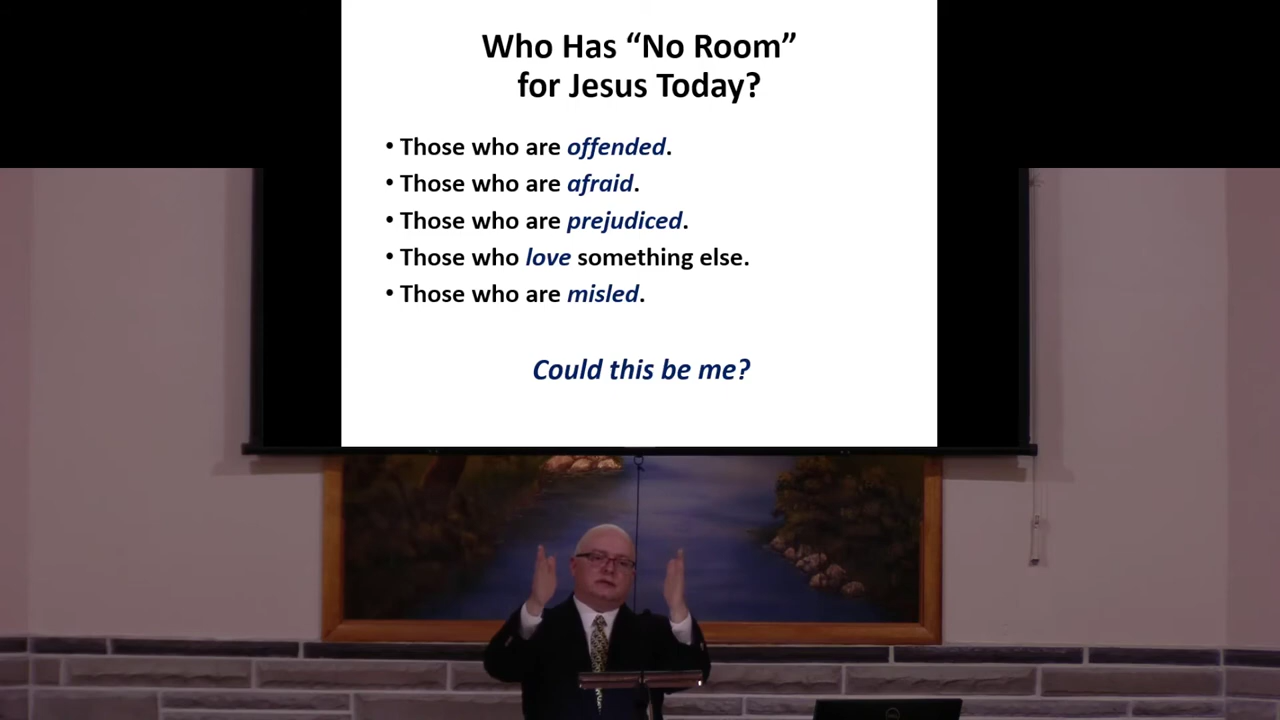 Who Has “No Room”
for Jesus Today?
• Those who are offended.
• Those who are afraid.
• Those who are prejudiced.
• Those who love something else.
• Those who are misled.
Could this be me?